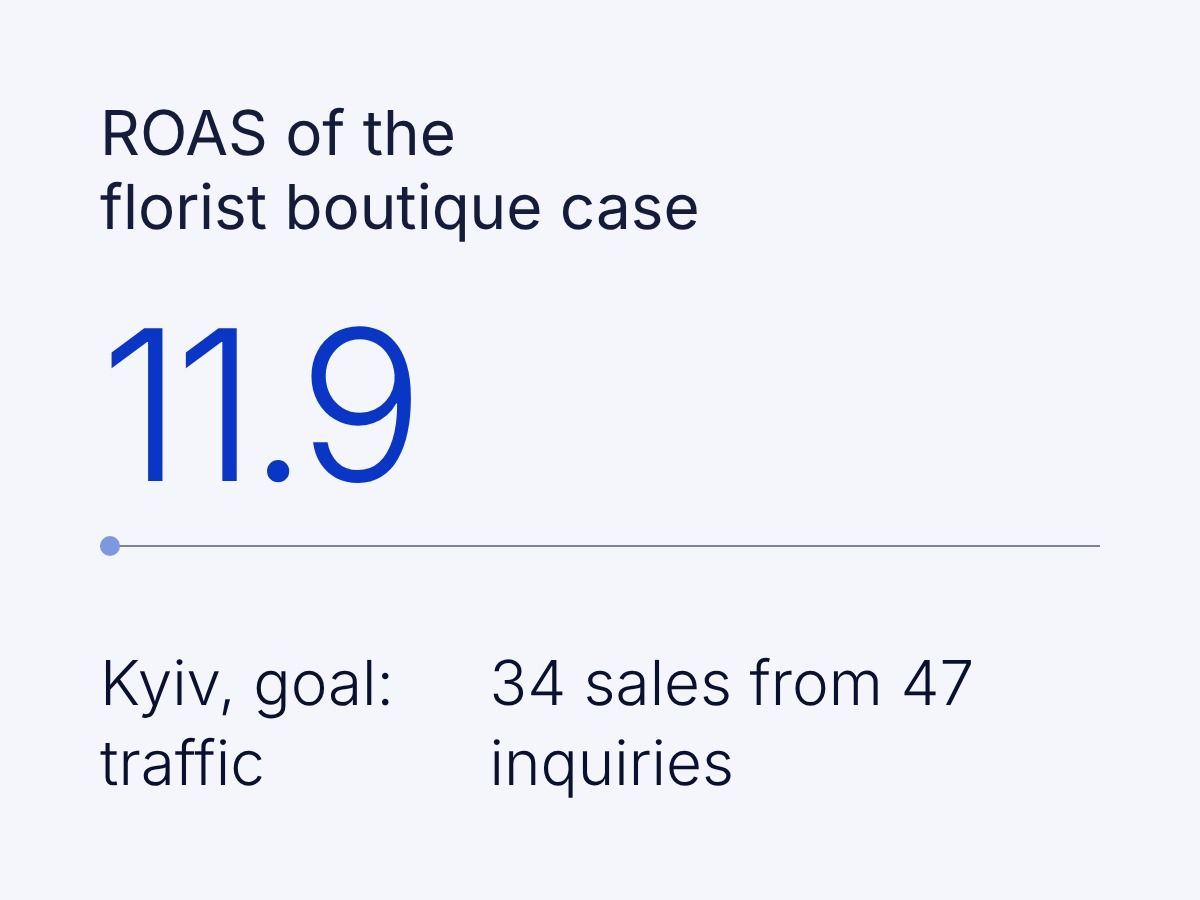 ROAS of the
florist boutique case
11.9
Kyiv, goal:
traffic
34 sales from 47
inquiries